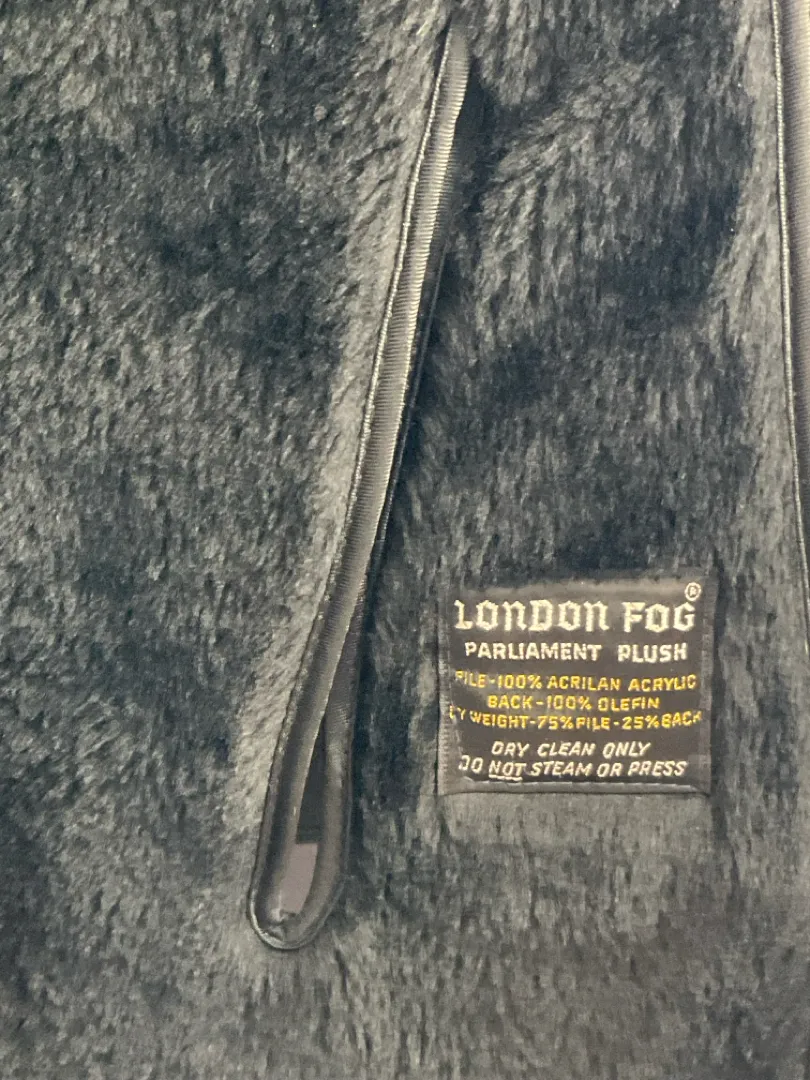 ®
LONDON FOG
PARLIAMENT PLUSH
PILE-100% ACRILAN ACRYLIC
BACK-100% OLEFIN
BY WEIGHT-75% PILE-25% BACK
DRY CLEAN ONLY
DO NOT STEAM OR PRESS